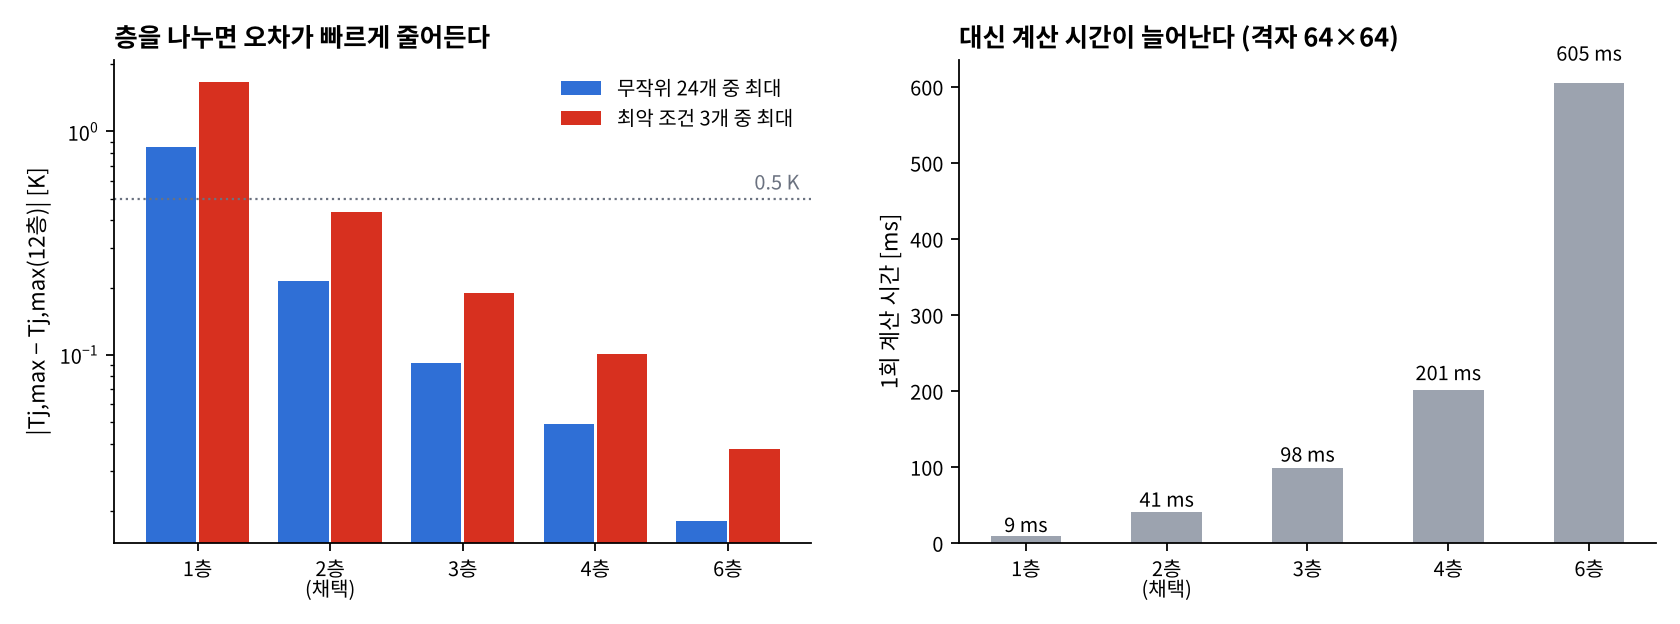 층을 나누면 오차가 빠르게 줄어든다
|Tj,max − Tj,max(12층)| [K]
10⁰
10⁻¹
무작위 24개 중 최대
최악 조건 3개 중 최대
0.5 K
1층
2층
(채택)
3층
4층
6층
대신 계산 시간이 늘어난다 (격자 64×64)
1회 계산 시간 [ms]
600
500
400
300
200
100
0
9 ms
41 ms
98 ms
201 ms
605 ms
1층
2층
(채택)
3층
4층
6층